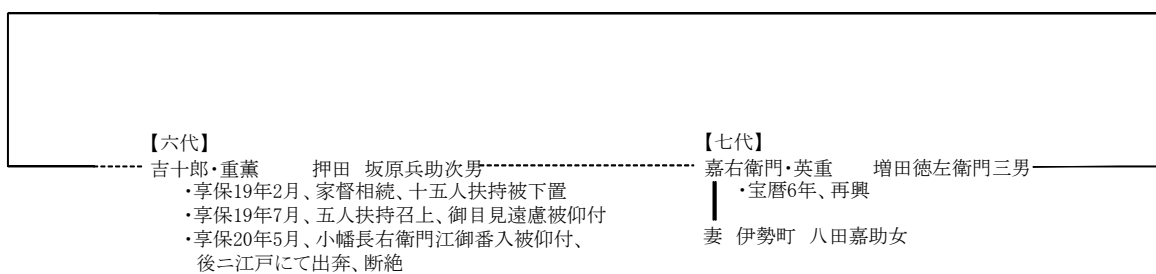 【六代】
吉十郎・重薫 押田 坂原兵助次男
・享保19年2月、家督相続、十五人扶持被下置
・享保19年7月、五人扶持召上、御目見遠慮被仰付
・享保20年5月、小幡長右衛門江御番入被仰付、
後ニ江戸にて出奔、断絶
【七代】
嘉右衛門・英重 増田徳左衛門三男
・宝暦6年、再興
妻 伊勢町 八田嘉助女